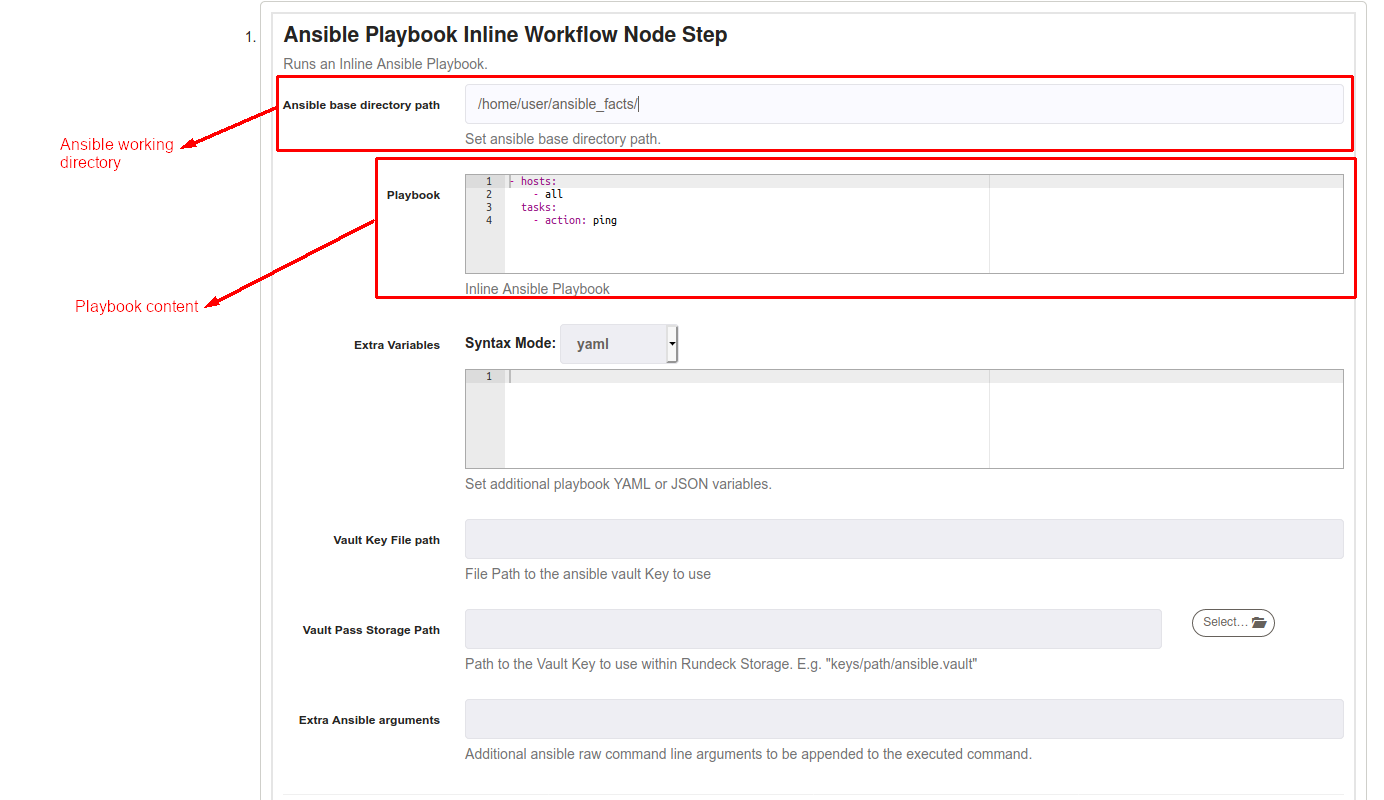 1.
Ansible Playbook Inline Workflow Node Step
Runs an Inline Ansible Playbook.
Ansible base directory path
/home/user/ansible_facts/
Set ansible base directory path.
Ansible working
directory
Playbook
1 - hosts:
2     - all
3   tasks:
4     - action: ping
Inline Ansible Playbook
Playbook content
Extra Variables
Syntax Mode: yaml
1
Set additional playbook YAML or JSON variables.
Vault Key File path
File Path to the ansible vault Key to use
Vault Pass Storage Path
Select...
Path to the Vault Key to use within Rundeck Storage. E.g. "keys/path/ansible.vault"
Extra Ansible arguments
Additional ansible raw command line arguments to be appended to the executed command.